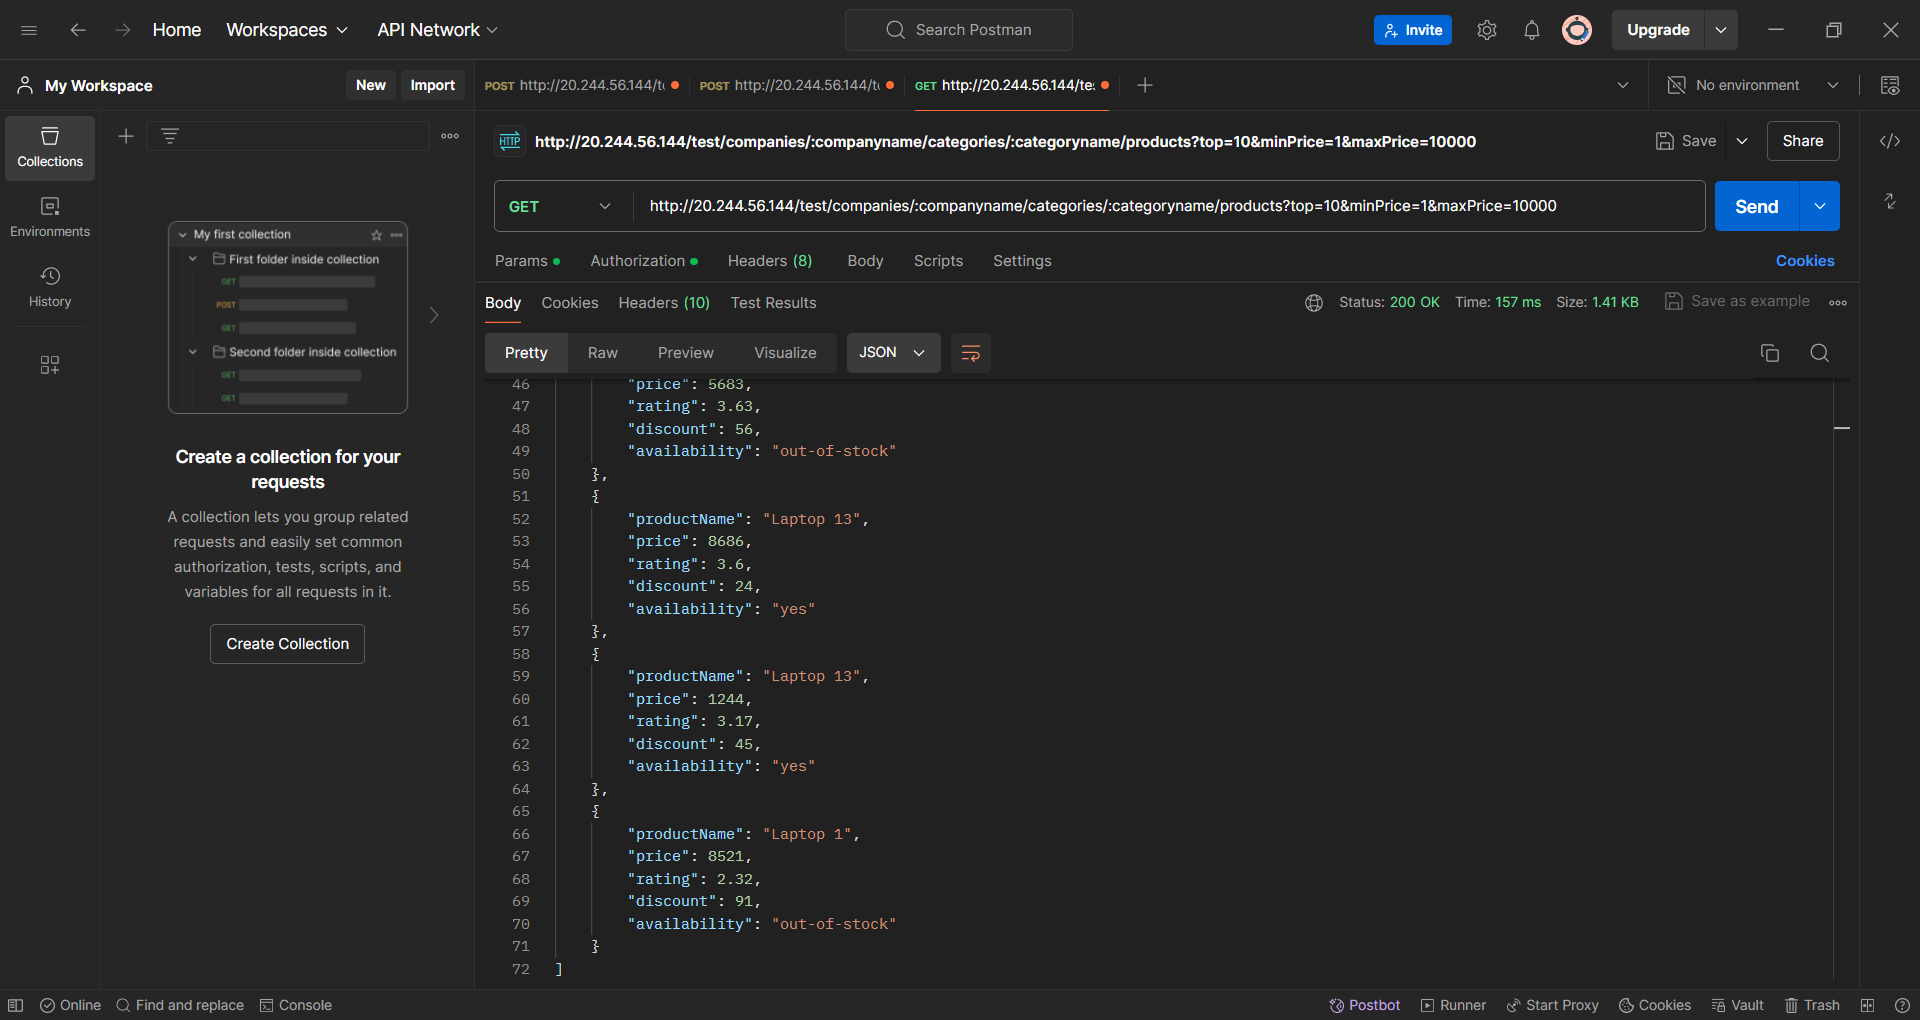 Home Workspaces API Network Search Postman Invite Upgrade
My Workspace New Import POST http://20.244.56.144/t POST http://20.244.56.144/t GET http://20.244.56.144/te No environment
Collections
Environments
History
My first collection
First folder inside collection
GET
POST
GET
Second folder inside collection
GET
GET
Create a collection for your
requests
A collection lets you group related
requests and easily set common
authorization, tests, scripts, and
variables for all requests in it.
Create Collection
HTTP http://20.244.56.144/test/companies/:companyname/categories/:categoryname/products?top=10&minPrice=1&maxPrice=10000 Save Share
GET http://20.244.56.144/test/companies/:companyname/categories/:categoryname/products?top=10&minPrice=1&maxPrice=10000 Send
Params Authorization Headers (8) Body Scripts Settings Cookies
Body Cookies Headers (10) Test Results Status: 200 OK Time: 157 ms Size: 1.41 KB Save as example
Pretty Raw Preview Visualize JSON
46 "price": 5683,
47 "rating": 3.63,
48 "discount": 56,
49 "availability": "out-of-stock"
50 },
51 {
52 "productName": "Laptop 13",
53 "price": 8686,
54 "rating": 3.6,
55 "discount": 24,
56 "availability": "yes"
57 },
58 {
59 "productName": "Laptop 13",
60 "price": 1244,
61 "rating": 3.17,
62 "discount": 45,
63 "availability": "yes"
64 },
65 {
66 "productName": "Laptop 1",
67 "price": 8521,
68 "rating": 2.32,
69 "discount": 91,
70 "availability": "out-of-stock"
71 }
72 ]
Online Find and replace Console Postbot Runner Start Proxy Cookies Vault Trash